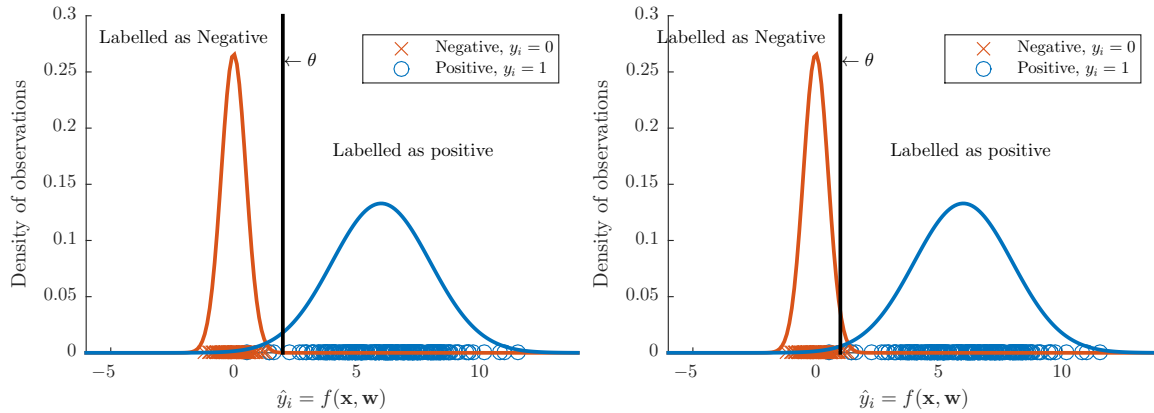 Labelled as Negative
Negative, y_i = 0
Positive, y_i = 1
← θ
Labelled as positive
Density of observations
0.3
0.25
0.2
0.15
0.1
0.05
0
−5
0
5
10
ŷ_i = f(x, w)
Labelled as Negative
Negative, y_i = 0
Positive, y_i = 1
← θ
Labelled as positive
Density of observations
0.3
0.25
0.2
0.15
0.1
0.05
0
−5
0
5
10
ŷ_i = f(x, w)